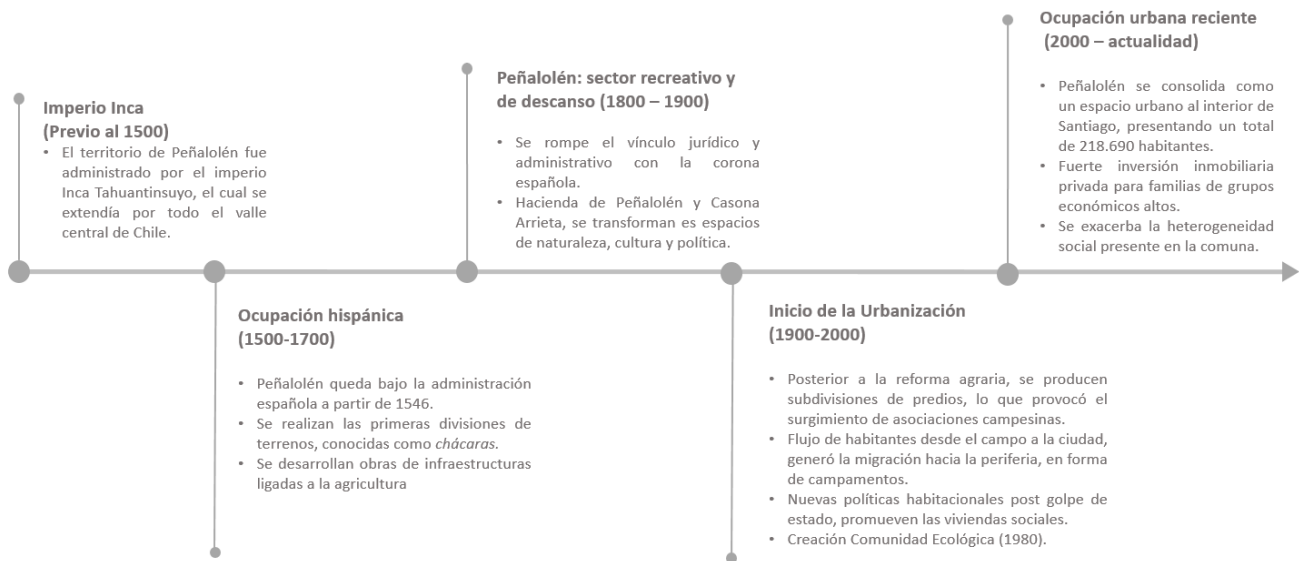 Imperio Inca
(Previo al 1500)
• El territorio de Peñalolén fue
administrado por el imperio
Inca Tahuantinsuyo, el cual se
extendía por todo el valle
central de Chile.
Ocupación hispánica
(1500-1700)
• Peñalolén queda bajo la administración
española a partir de 1546.
• Se realizan las primeras divisiones de
terrenos, conocidas como chácaras.
• Se desarrollan obras de infraestructuras
ligadas a la agricultura
Peñalolén: sector recreativo y
de descanso (1800 – 1900)
• Se rompe el vínculo jurídico y
administrativo con la corona
española.
• Hacienda de Peñalolén y Casona
Arrieta, se transforman es espacios
de naturaleza, cultura y política.
Inicio de la Urbanización
(1900-2000)
• Posterior a la reforma agraria, se producen
subdivisiones de predios, lo que provocó el
surgimiento de asociaciones campesinas.
• Flujo de habitantes desde el campo a la ciudad,
generó la migración hacia la periferia, en forma
de campamentos.
• Nuevas políticas habitacionales post golpe de
estado, promueven las viviendas sociales.
• Creación Comunidad Ecológica (1980).
Ocupación urbana reciente
(2000 – actualidad)
• Peñalolén se consolida como
un espacio urbano al interior de
Santiago, presentando un total
de 218.690 habitantes.
• Fuerte inversión inmobiliaria
privada para familias de grupos
económicos altos.
• Se exacerba la heterogeneidad
social presente en la comuna.